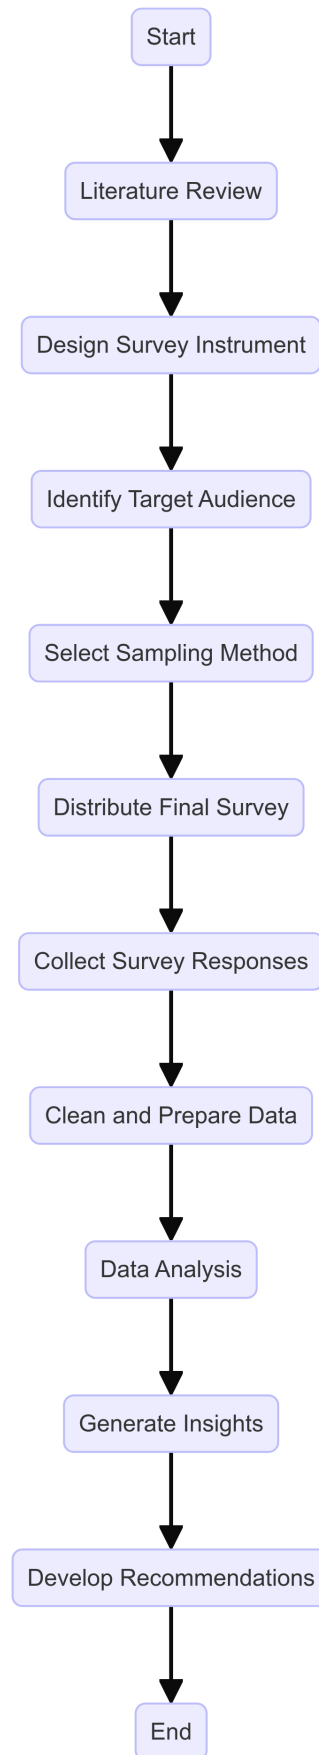 Start
Literature Review
Design Survey Instrument
Identify Target Audience
Select Sampling Method
Distribute Final Survey
Collect Survey Responses
Clean and Prepare Data
Data Analysis
Generate Insights
Develop Recommendations
End